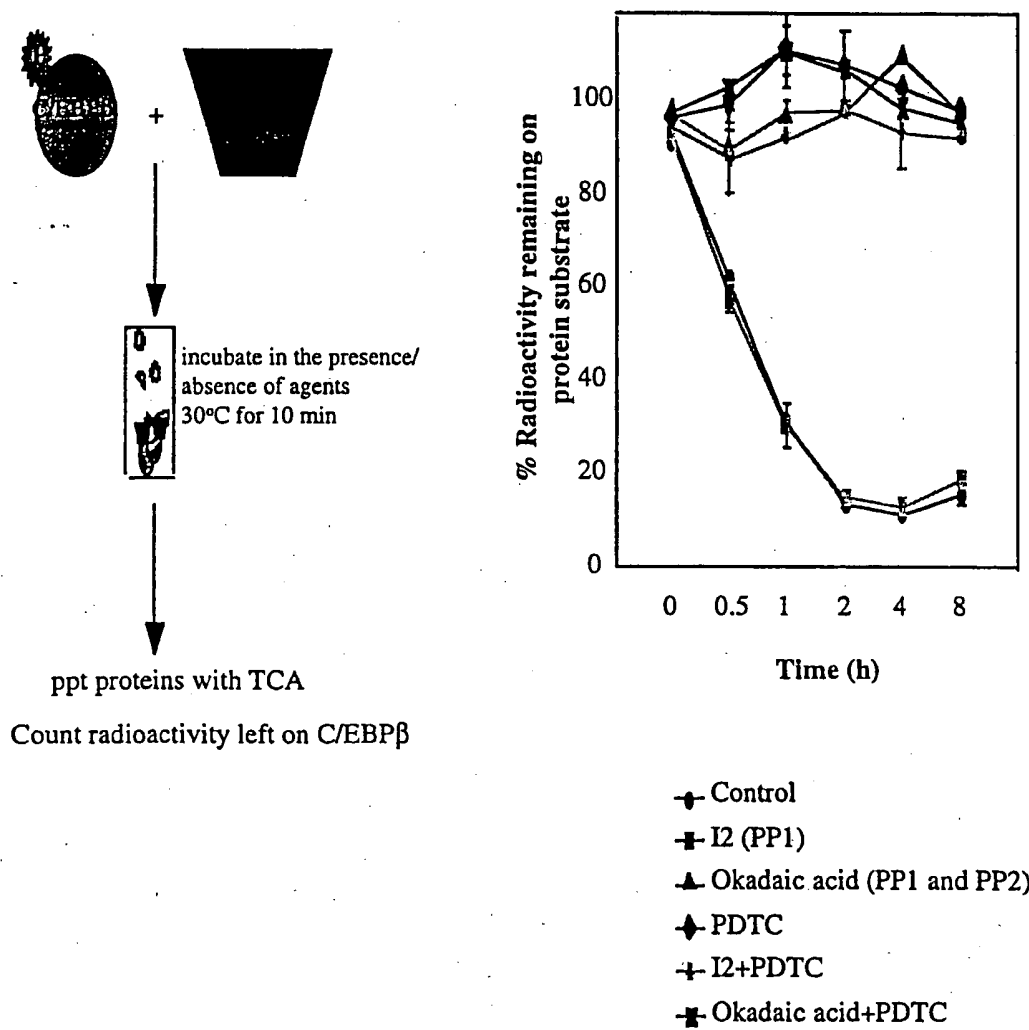 C/EBPβ
+
incubate in the presence/
absence of agents
30°C for 10 min
ppt proteins with TCA
Count radioactivity left on C/EBPβ
% Radioactivity remaining on
protein substrate
100
80
60
40
20
0
0 0.5 1 2 4 8
Time (h)
Control
I2 (PP1)
Okadaic acid (PP1 and PP2)
PDTC
I2+PDTC
Okadaic acid+PDTC